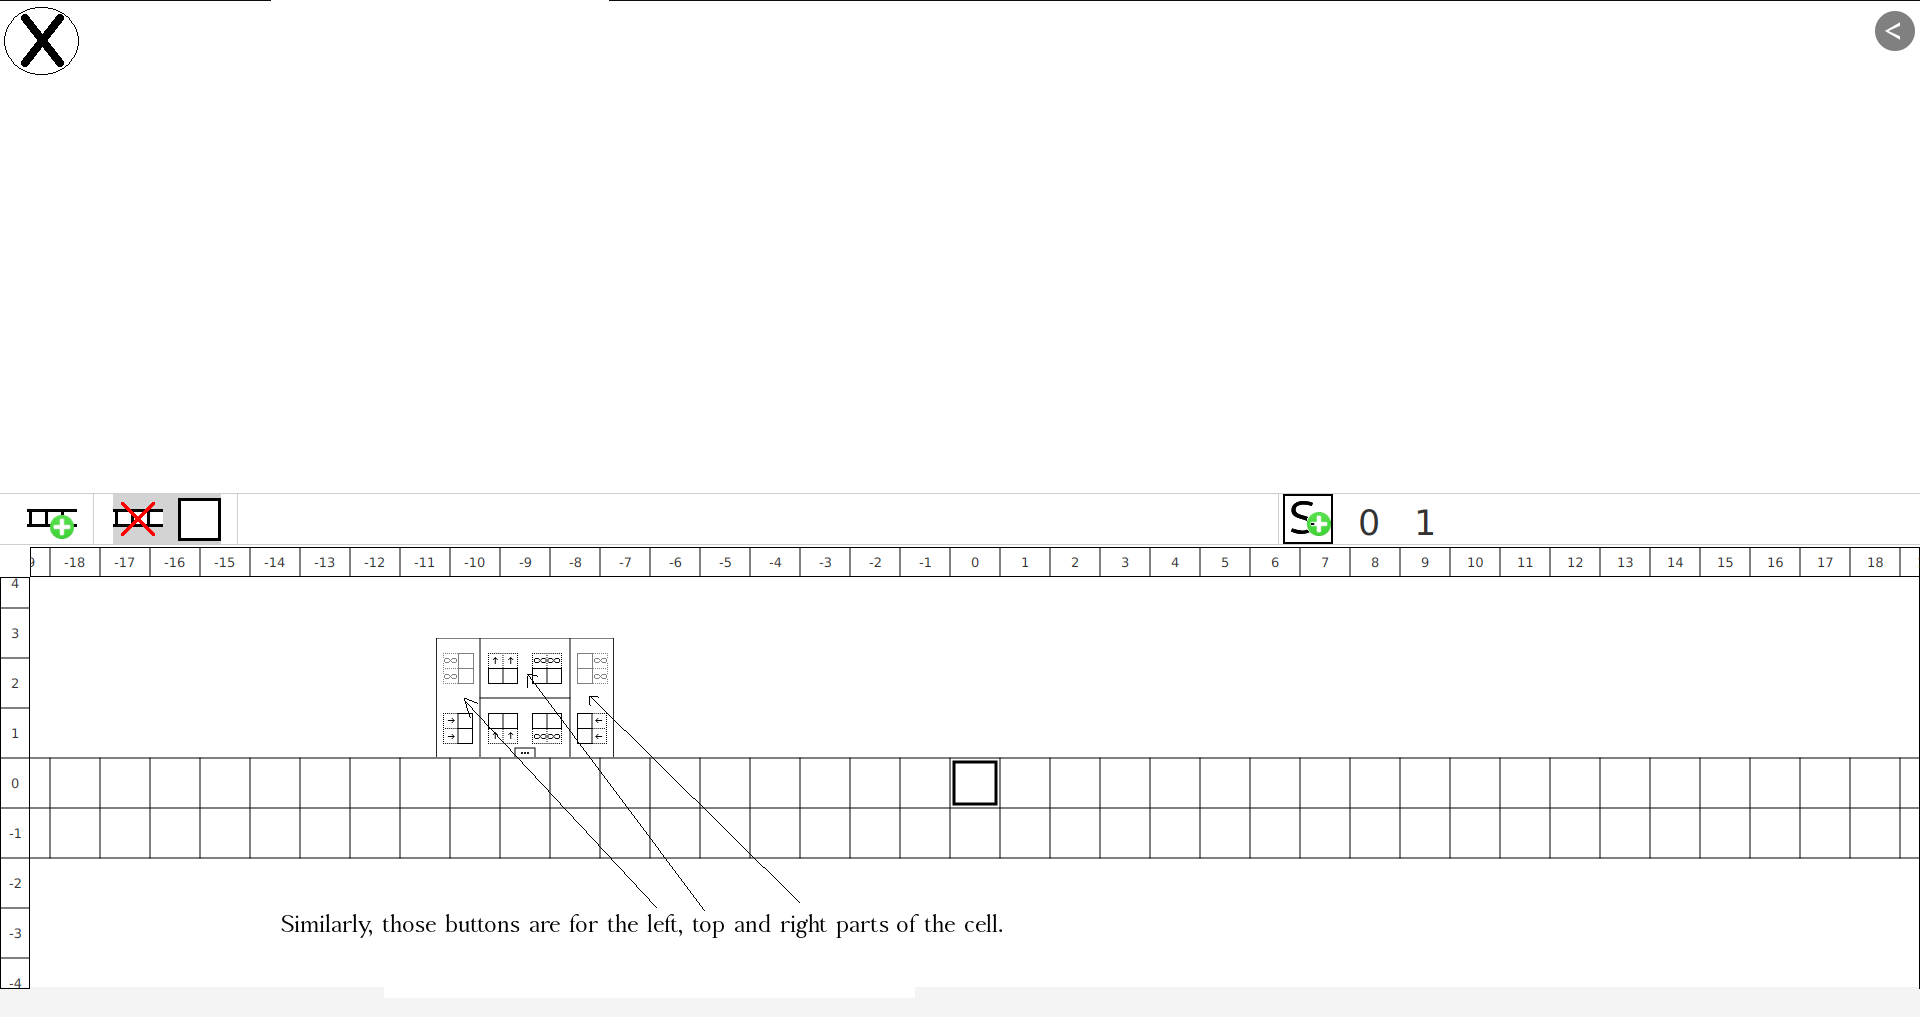 X
<
S 0 1
9 -18 -17 -16 -15 -14 -13 -12 -11 -10 -9 -8 -7 -6 -5 -4 -3 -2 -1 0 1 2 3 4 5 6 7 8 9 10 11 12 13 14 15 16 17 18
4
3
2
1
0
-1
-2
-3
-4
∞ ↑ ↑ ∞∞ ∞
∞ ∞
→ ←
→ ↑ ↑ ∞∞ ←
...
Similarly, those buttons are for the left, top and right parts of the cell.